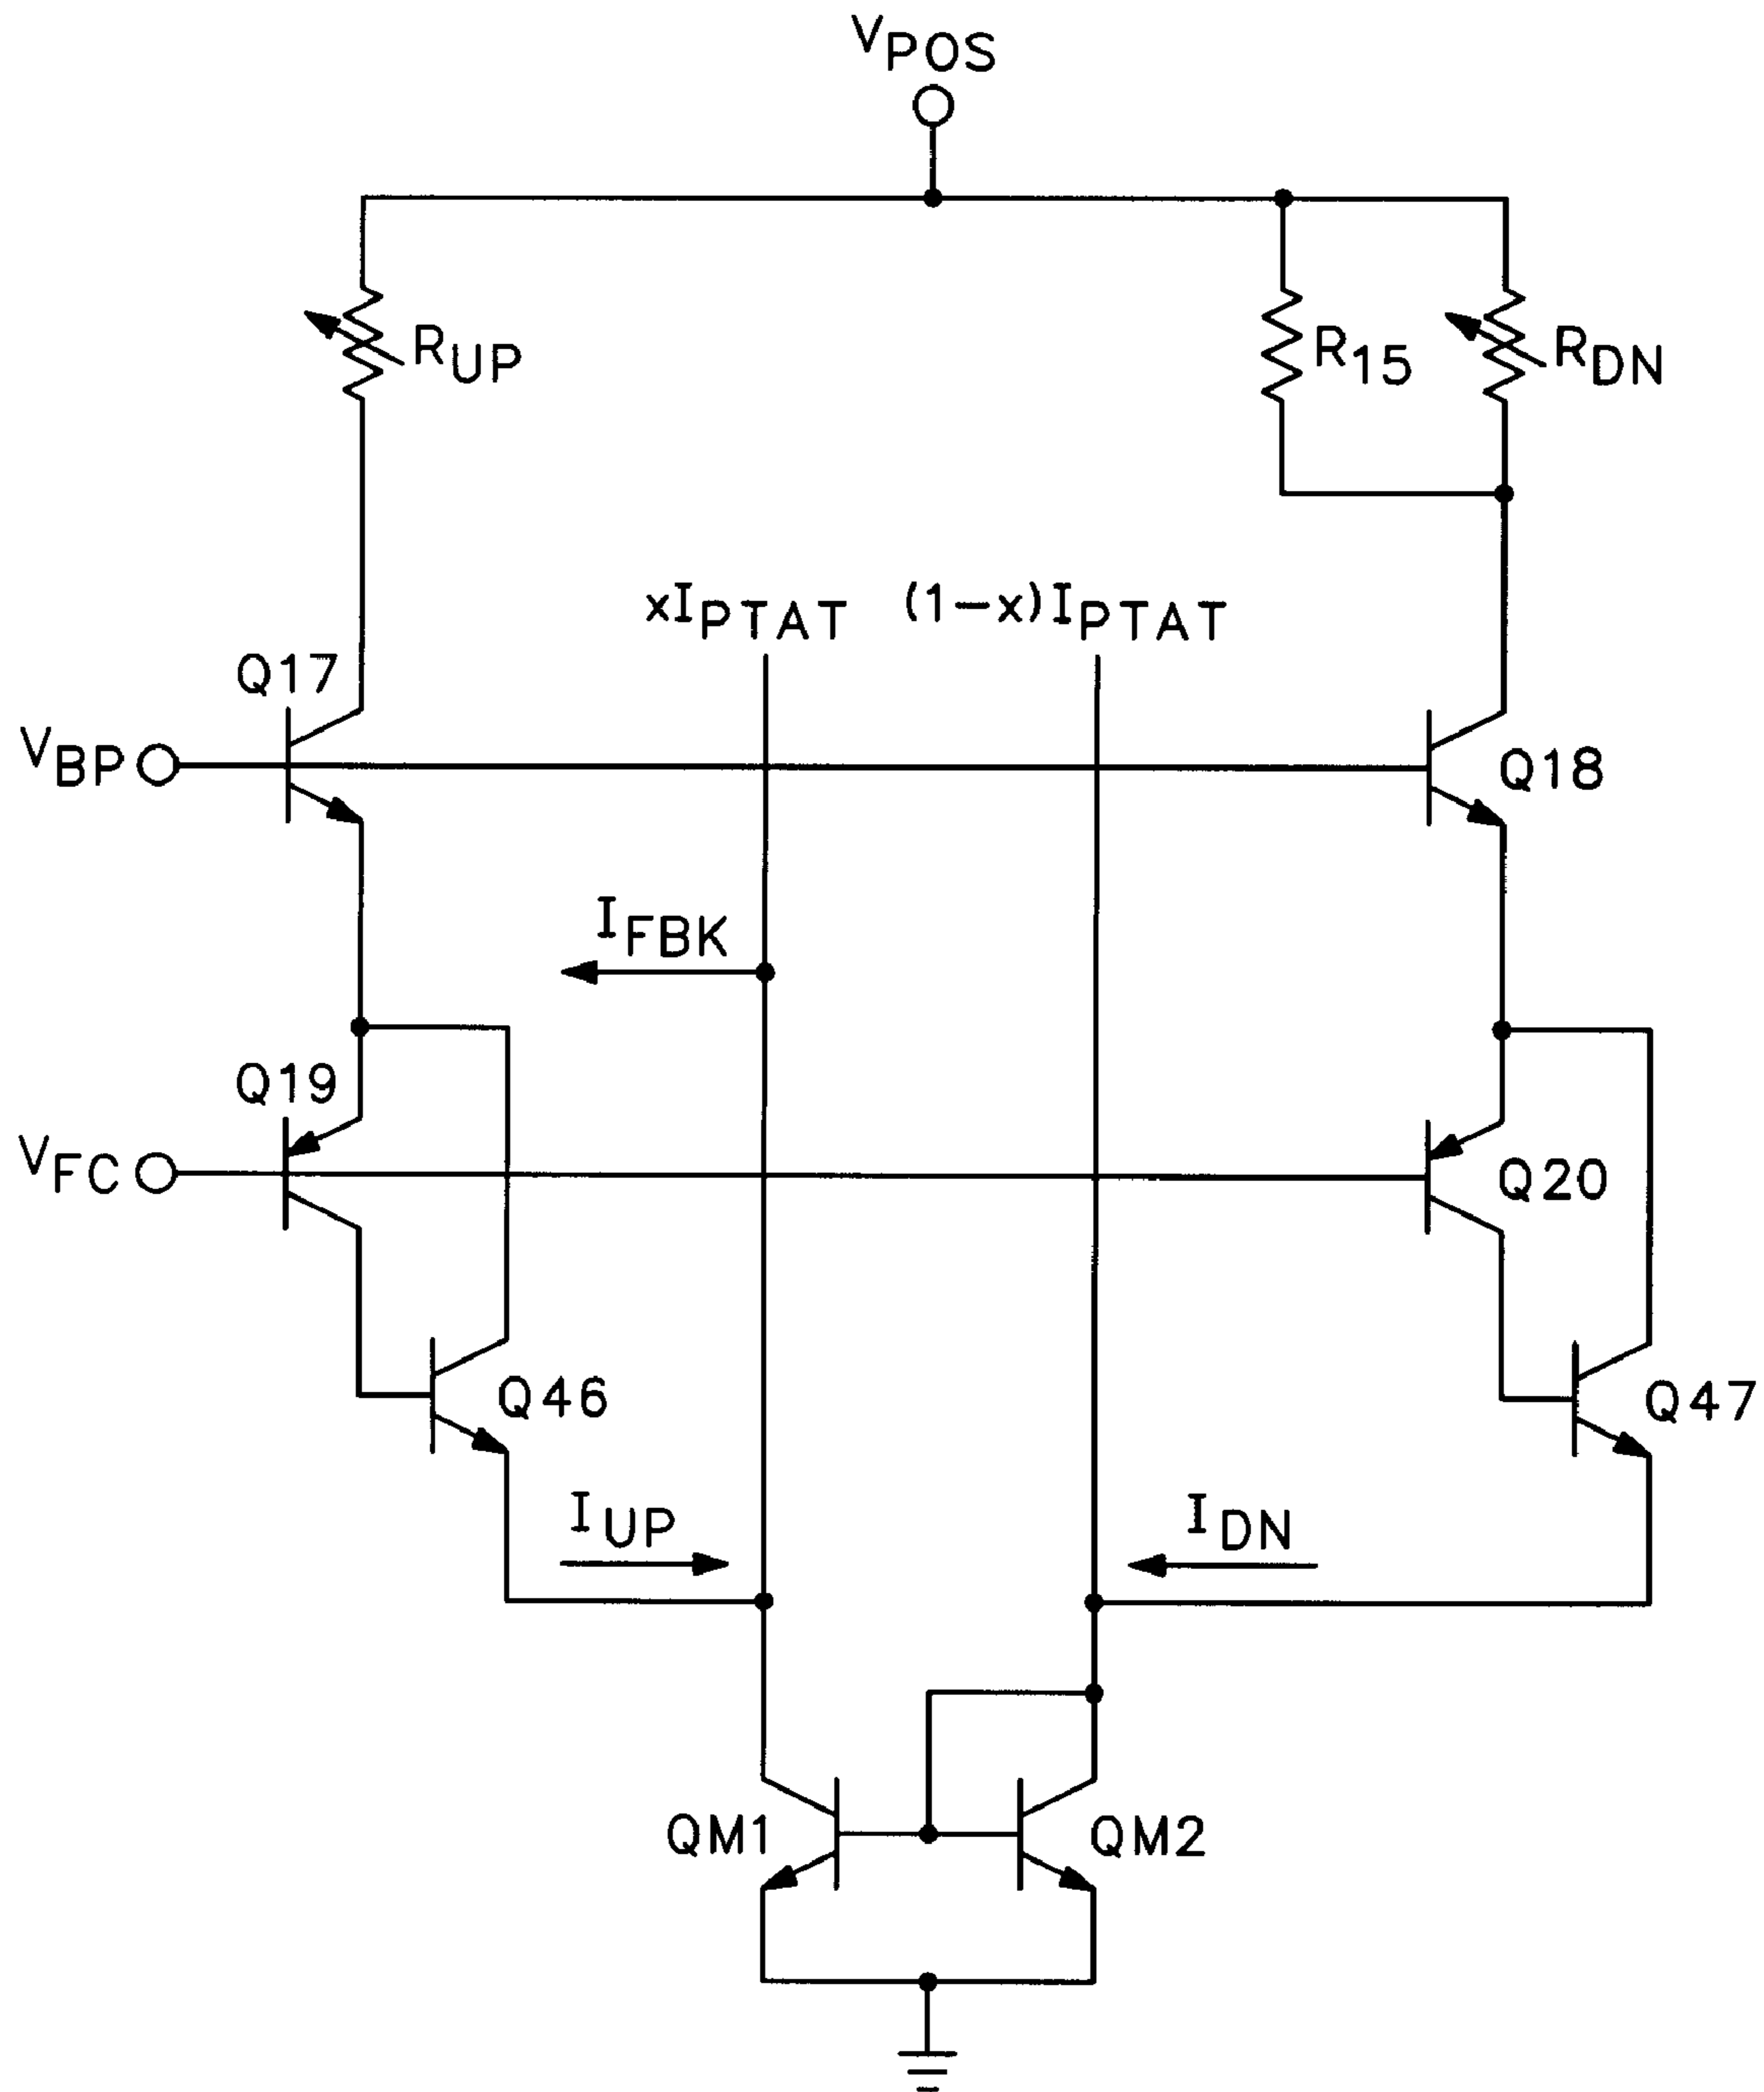 VPOS
RUP
R15
RDN
xIPTAT
(1-x)IPTAT
Q17
VBP
Q18
IFBK
Q19
VFC
Q20
Q46
Q47
IUP
IDN
QM1
QM2